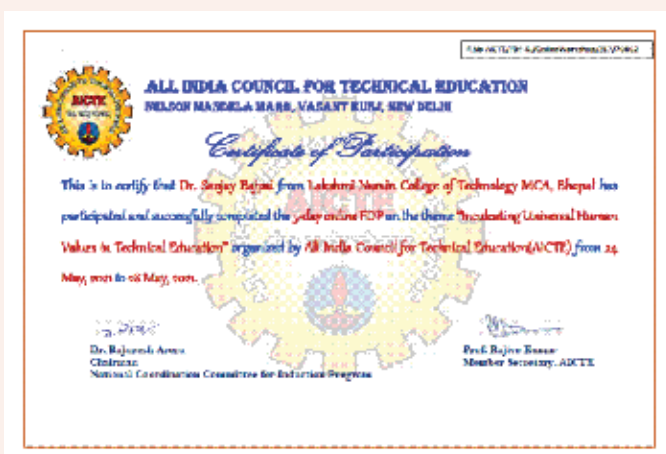 ALL INDIA COUNCIL FOR TECHNICAL EDUCATION
NELSON MANDELA MARG, VASANT KUNJ, NEW DELHI
AICTE
Certificate of Participation
This is to certify that Dr. Sanjay Bajpai from Lakshmi Narain College of Technology MCA, Bhopal has
participated and successfully completed the 5-day online FDP on the theme "Inculcating Universal Human
Values in Technical Education" organized by All India Council for Technical Education(AICTE) from 24
May, 2021 to 28 May, 2021.
AICTE
Dr. Rajneesh Arora
Chairman
National Coordination Committee for Induction Program
Prof. Rajive Kumar
Member Secretary, AICTE